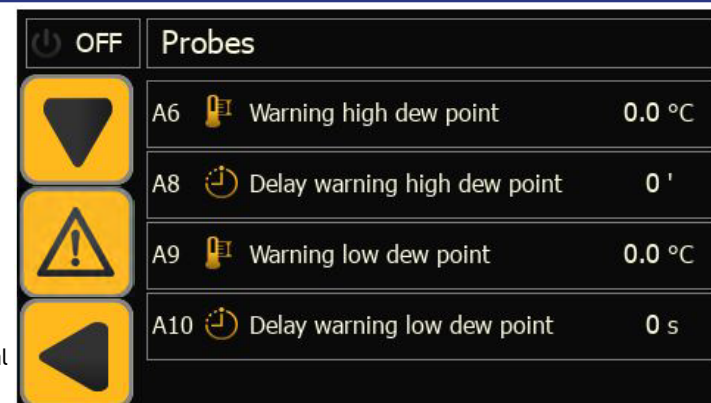 OFF Probes
A6 Warning high dew point 0.0 °C
A8 Delay warning high dew point 0 '
A9 Warning low dew point 0.0 °C
A10 Delay warning low dew point 0 s